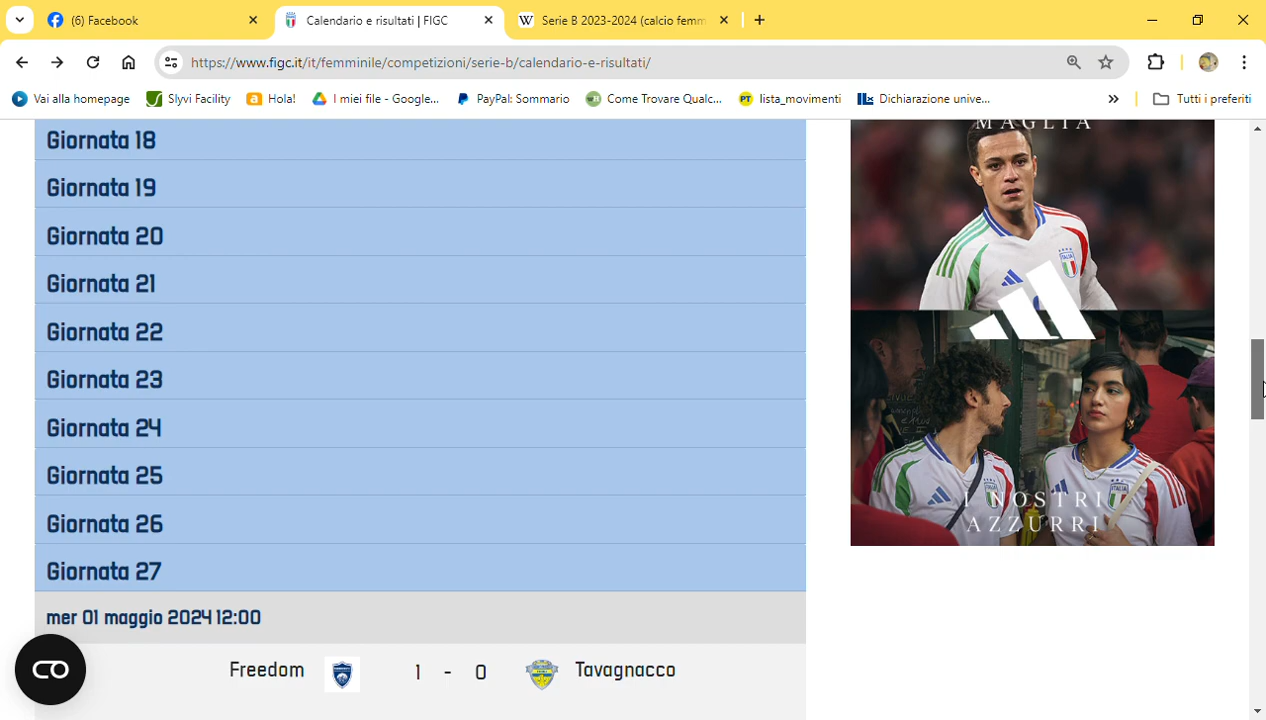 (6) Facebook
Calendario e risultati | FIGC
Serie B 2023-2024 (calcio femm
https://www.figc.it/it/femminile/competizioni/serie-b/calendario-e-risultati/
Vai alla homepage
Slyvi Facility
Hola!
I miei file - Google...
PayPal: Sommario
Come Trovare Qualc...
lista_movimenti
Dichiarazione unive...
Tutti i preferiti
Giornata 18
Giornata 19
Giornata 20
Giornata 21
Giornata 22
Giornata 23
Giornata 24
Giornata 25
Giornata 26
Giornata 27
mer 01 maggio 2024 12:00
Freedom 1 - 0 Tavagnacco
MAGLIA
ITALIA
I NOSTRI
AZZURRI